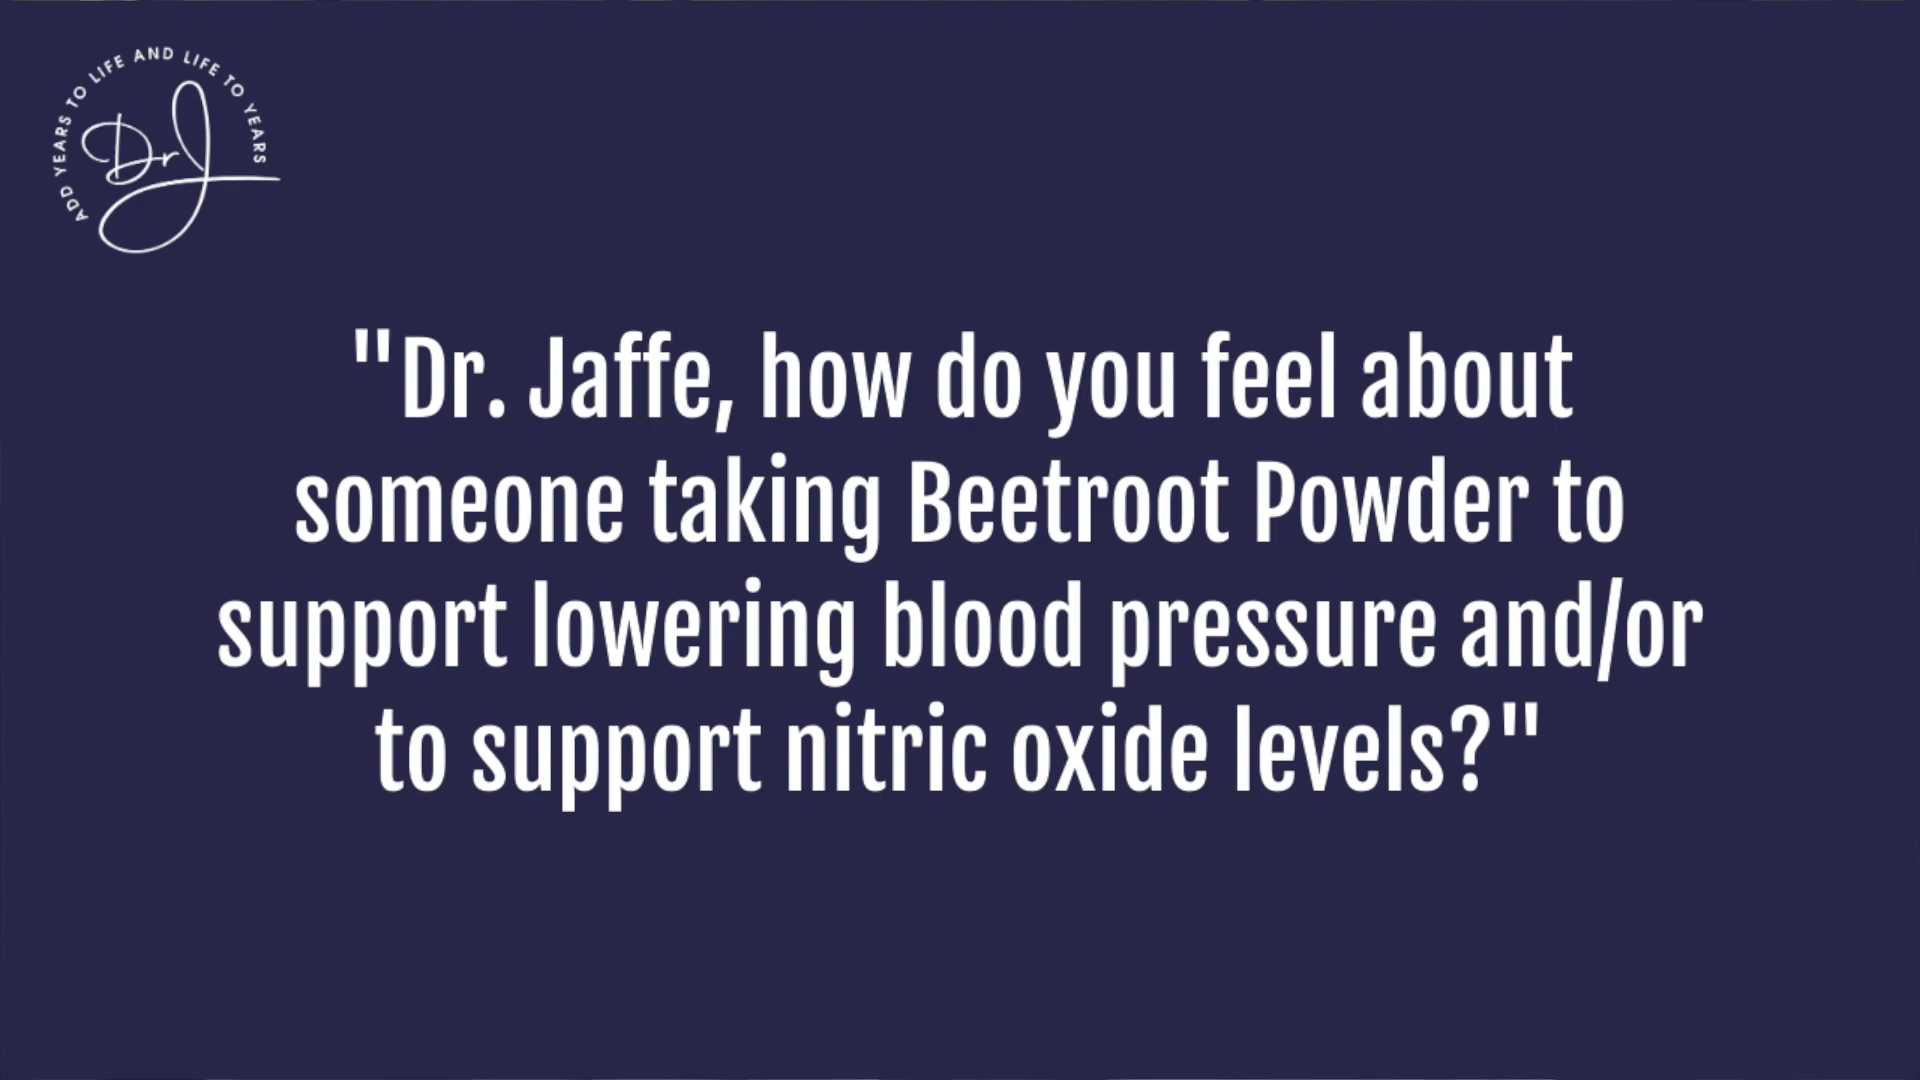 ADD YEARS TO LIFE AND LIFE TO YEARS
Dr J
"Dr. Jaffe, how do you feel about
someone taking Beetroot Powder to
support lowering blood pressure and/or
to support nitric oxide levels?"